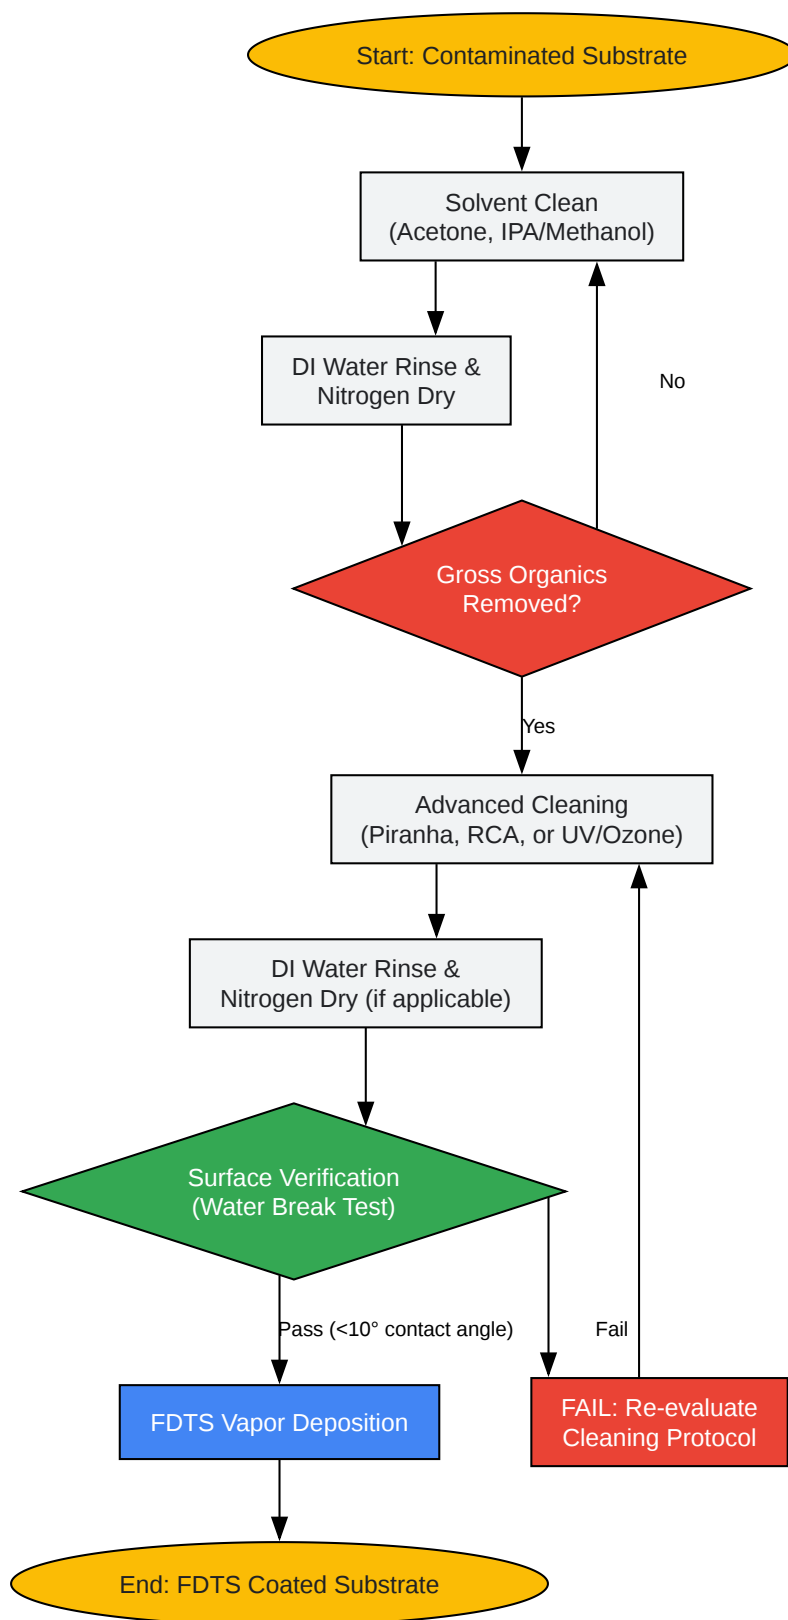 Start: Contaminated Substrate
Solvent Clean
(Acetone, IPA/Methanol)
DI Water Rinse &
Nitrogen Dry
No
Gross Organics
Removed?
Yes
Advanced Cleaning
(Piranha, RCA, or UV/Ozone)
DI Water Rinse &
Nitrogen Dry (if applicable)
Surface Verification
(Water Break Test)
Pass (<10° contact angle)
Fail
FDTS Vapor Deposition
FAIL: Re-evaluate
Cleaning Protocol
End: FDTS Coated Substrate